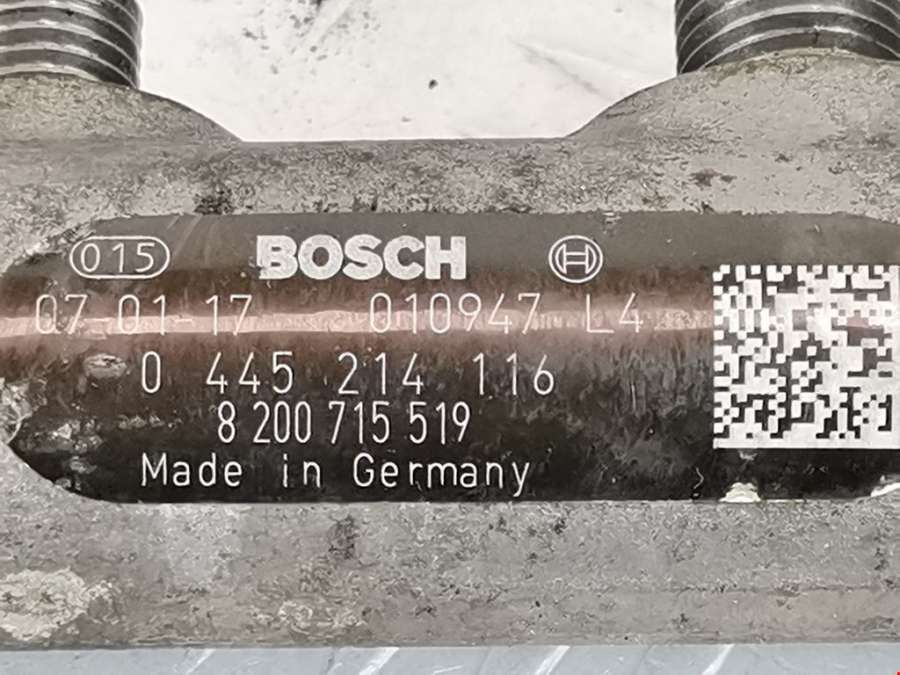 015 BOSCH
07-01-17 010947 L4
0 445 214 116
8 200 715 519
Made in Germany